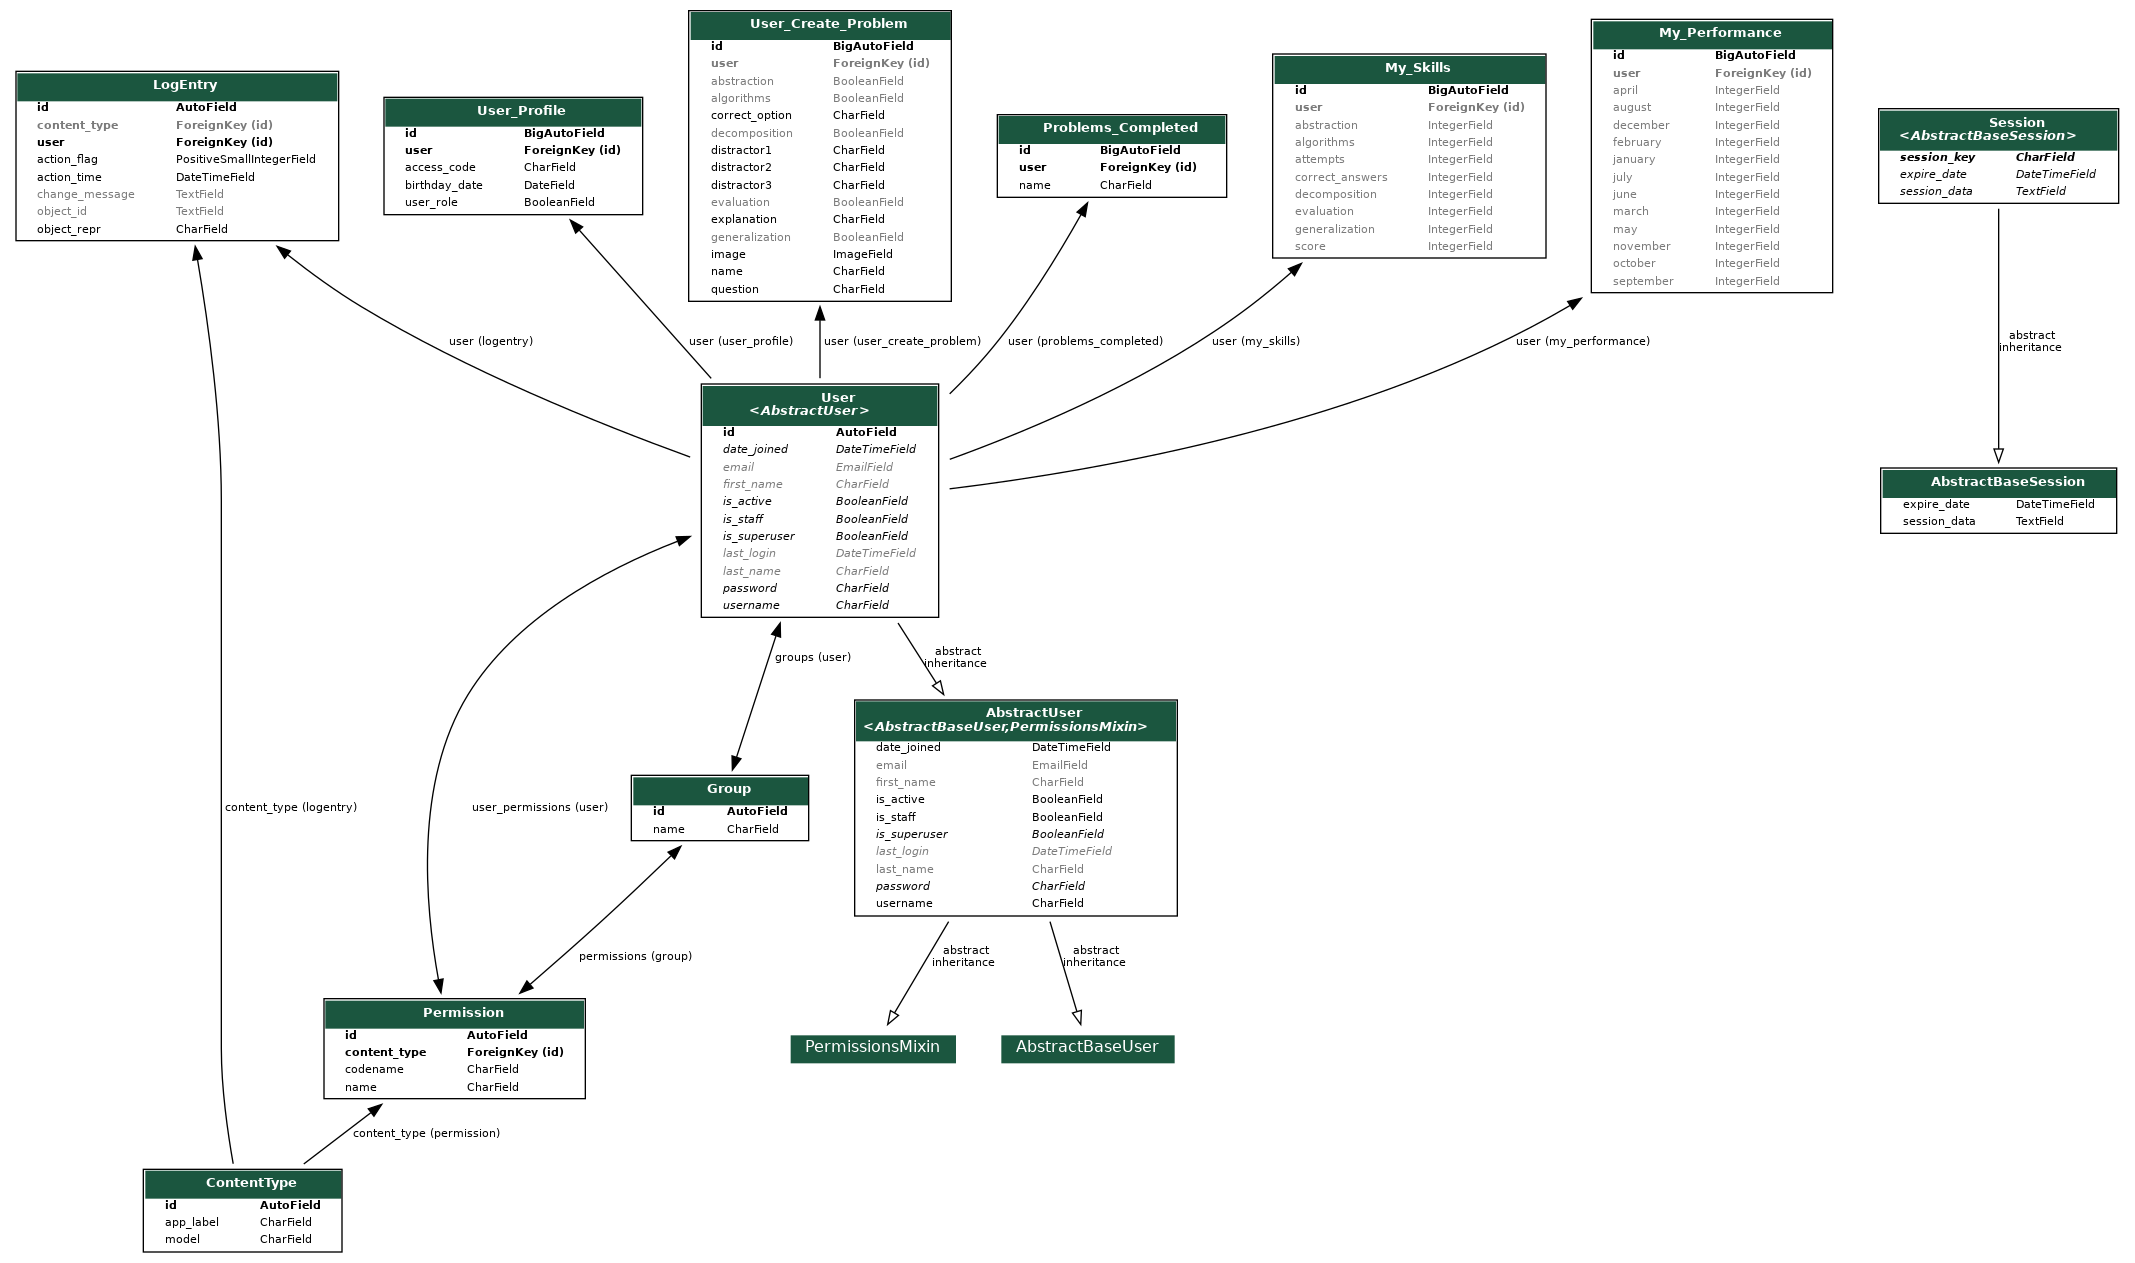 User_Create_Problem
id BigAutoField
user ForeignKey (id)
abstraction BooleanField
algorithms BooleanField
correct_option CharField
decomposition BooleanField
distractor1 CharField
distractor2 CharField
distractor3 CharField
evaluation BooleanField
explanation CharField
generalization BooleanField
image ImageField
name CharField
question CharField
My_Performance
id BigAutoField
user ForeignKey (id)
april IntegerField
august IntegerField
december IntegerField
february IntegerField
january IntegerField
july IntegerField
june IntegerField
march IntegerField
may IntegerField
november IntegerField
october IntegerField
september IntegerField
My_Skills
id BigAutoField
user ForeignKey (id)
abstraction IntegerField
algorithms IntegerField
attempts IntegerField
correct_answers IntegerField
decomposition IntegerField
evaluation IntegerField
generalization IntegerField
score IntegerField
LogEntry
id AutoField
content_type ForeignKey (id)
user ForeignKey (id)
action_flag PositiveSmallIntegerField
action_time DateTimeField
change_message TextField
object_id TextField
object_repr CharField
User_Profile
id BigAutoField
user ForeignKey (id)
access_code CharField
birthday_date DateField
user_role BooleanField
Problems_Completed
id BigAutoField
user ForeignKey (id)
name CharField
Session
<AbstractBaseSession>
session_key CharField
expire_date DateTimeField
session_data TextField
user (logentry)
user (user_profile)
user (user_create_problem)
user (problems_completed)
user (my_skills)
user (my_performance)
abstract
inheritance
User
<AbstractUser>
id AutoField
date_joined DateTimeField
email EmailField
first_name CharField
is_active BooleanField
is_staff BooleanField
is_superuser BooleanField
last_login DateTimeField
last_name CharField
password CharField
username CharField
AbstractBaseSession
expire_date DateTimeField
session_data TextField
groups (user)
abstract
inheritance
AbstractUser
<AbstractBaseUser,PermissionsMixin>
date_joined DateTimeField
email EmailField
first_name CharField
is_active BooleanField
is_staff BooleanField
is_superuser BooleanField
last_login DateTimeField
last_name CharField
password CharField
username CharField
Group
id AutoField
name CharField
content_type (logentry)
user_permissions (user)
permissions (group)
abstract
inheritance
abstract
inheritance
Permission
id AutoField
content_type ForeignKey (id)
codename CharField
name CharField
PermissionsMixin
AbstractBaseUser
content_type (permission)
ContentType
id AutoField
app_label CharField
model CharField